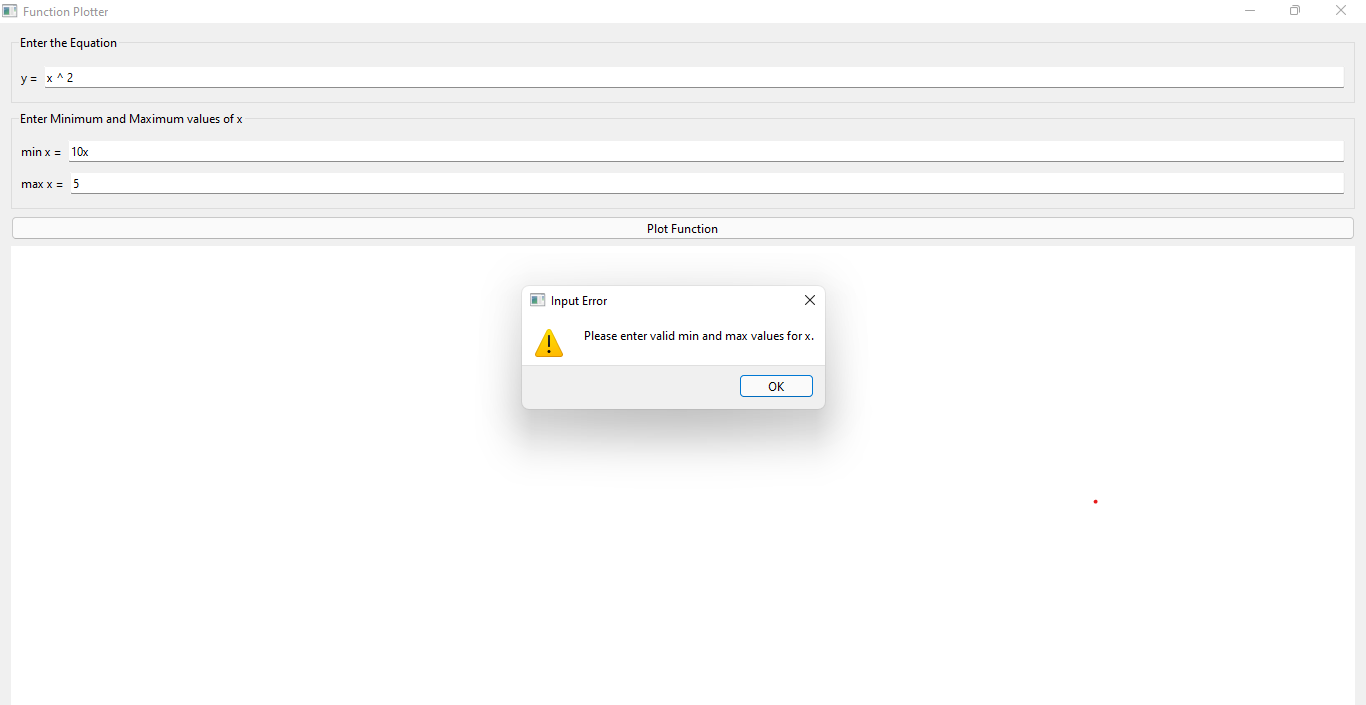 Function Plotter
Enter the Equation
y = x ^ 2
Enter Minimum and Maximum values of x
min x = 10x
max x = 5
Plot Function
Input Error
Please enter valid min and max values for x.
OK